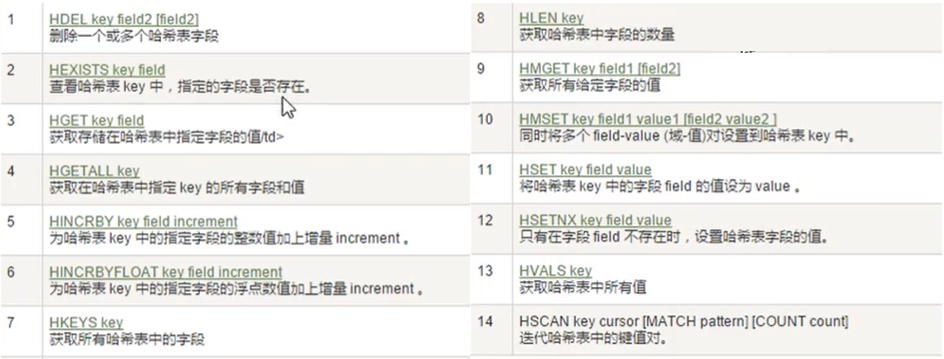 1
HDEL key field2 [field2]
删除一个或多个哈希表字段
2
HEXISTS key field
查看哈希表 key 中，指定的字段是否存在。
3
HGET key field
获取存储在哈希表中指定字段的值/td>
4
HGETALL key
获取在哈希表中指定 key 的所有字段和值
5
HINCRBY key field increment
为哈希表 key 中的指定字段的整数值加上增量 increment 。
6
HINCRBYFLOAT key field increment
为哈希表 key 中的指定字段的浮点数值加上增量 increment 。
7
HKEYS key
获取所有哈希表中的字段
8
HLEN key
获取哈希表中字段的数量
9
HMGET key field1 [field2]
获取所有给定字段的值
10
HMSET key field1 value1 [field2 value2 ]
同时将多个 field-value (域-值)对设置到哈希表 key 中。
11
HSET key field value
将哈希表 key 中的字段 field 的值设为 value 。
12
HSETNX key field value
只有在字段 field 不存在时，设置哈希表字段的值。
13
HVALS key
获取哈希表中所有值
14
HSCAN key cursor [MATCH pattern] [COUNT count]
迭代哈希表中的键值对。